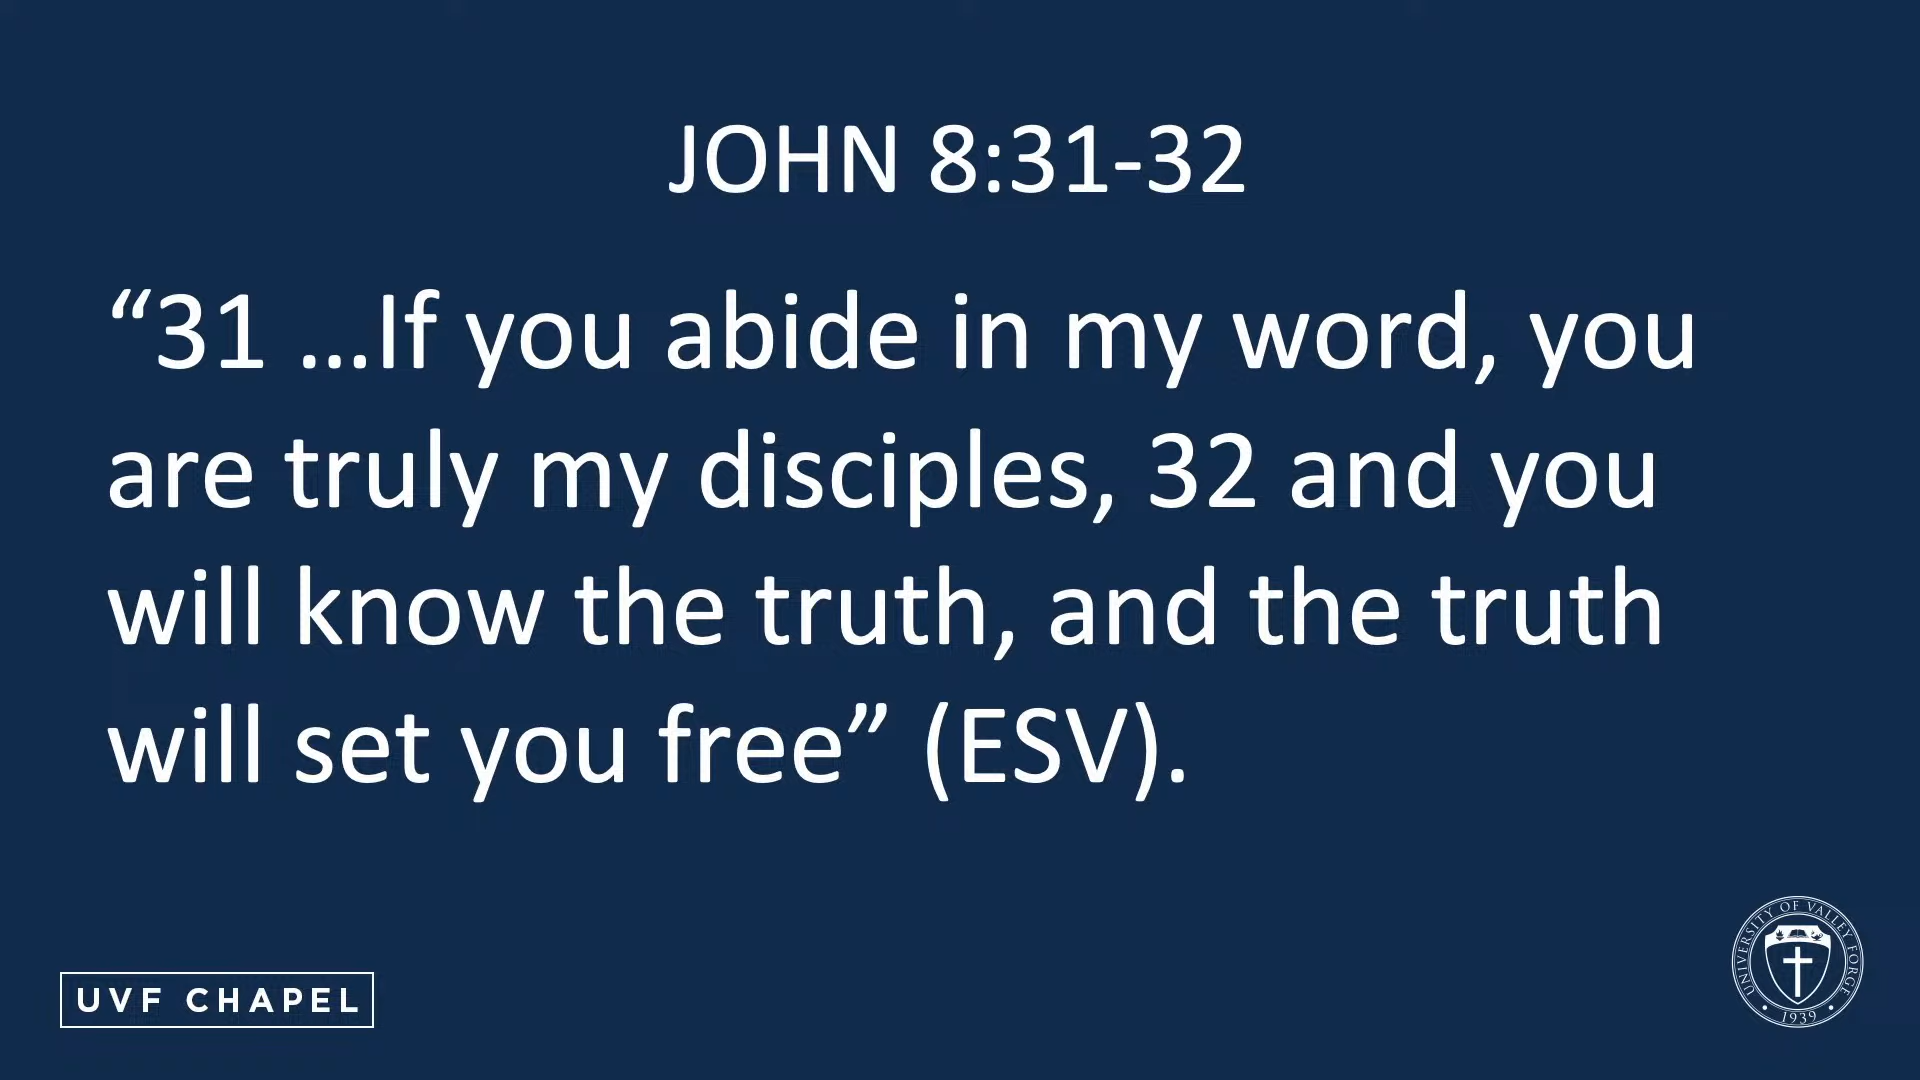 JOHN 8:31-32
“31 ...If you abide in my word, you
are truly my disciples, 32 and you
will know the truth, and the truth
will set you free” (ESV).
UVF CHAPEL
UNIVERSITY OF VALLEY FORGE
1939